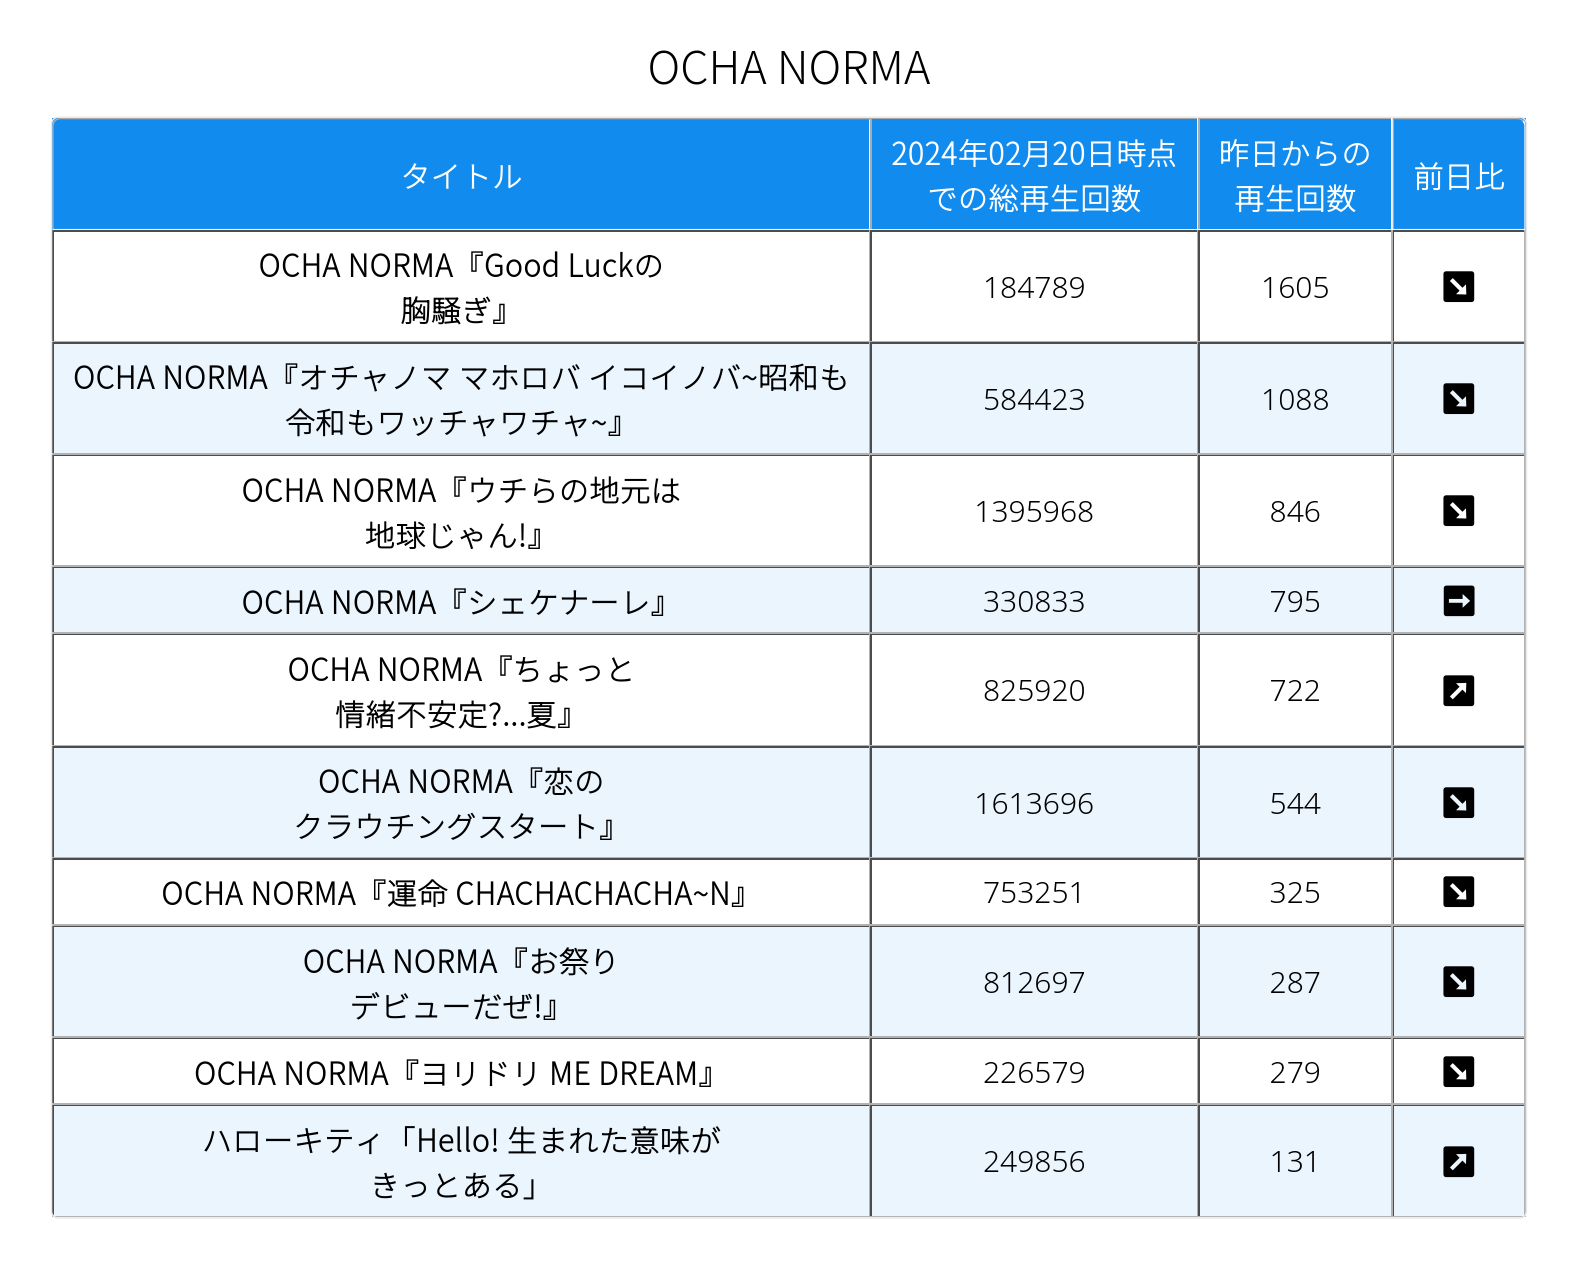 OCHA NORMA
タイトル
2024年02月20日時点
での総再生回数
昨日からの
再生回数
前日比
OCHA NORMA『Good Luckの
胸騒ぎ』
184789
1605
↘
OCHA NORMA『オチャノマ マホロバ イコイノバ~昭和も
令和もワッチャワチャ~』
584423
1088
↘
OCHA NORMA『ウチらの地元は
地球じゃん!』
1395968
846
↘
OCHA NORMA『シェケナーレ』
330833
795
→
OCHA NORMA『ちょっと
情緒不安定?...夏』
825920
722
↗
OCHA NORMA『恋の
クラウチングスタート』
1613696
544
↘
OCHA NORMA『運命 CHACHACHACHA~N』
753251
325
↘
OCHA NORMA『お祭り
デビューだぜ!』
812697
287
↘
OCHA NORMA『ヨリドリ ME DREAM』
226579
279
↘
ハローキティ「Hello! 生まれた意味が
きっとある」
249856
131
↗